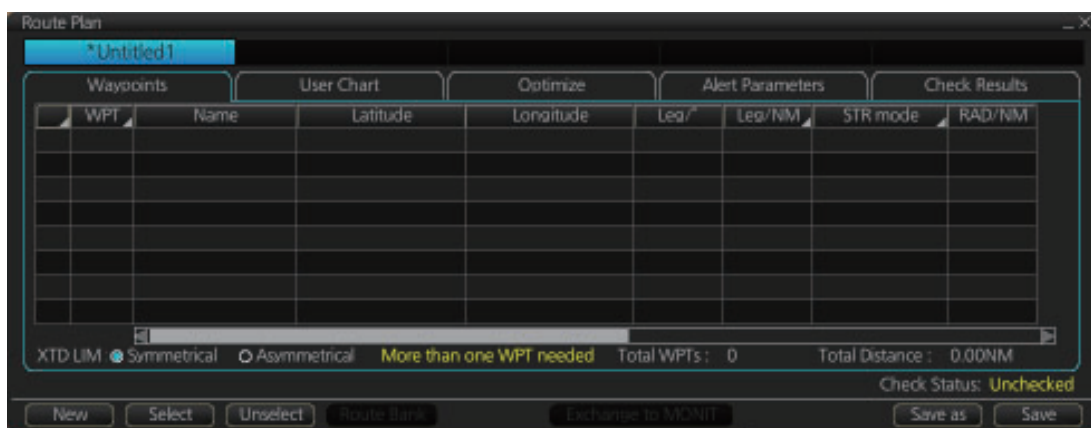 Route Plan
*Untitled1
Waypoints User Chart Optimize Alert Parameters Check Results
WPT Name Latitude Longitude Leg/° Leg/NM STR mode RAD/NM
XTD LIM Symmetrical Asymmetrical More than one WPT needed Total WPTs : 0 Total Distance : 0.00NM
Check Status: Unchecked
New Select Unselect Route Bank Exchange to MONIT Save as Save